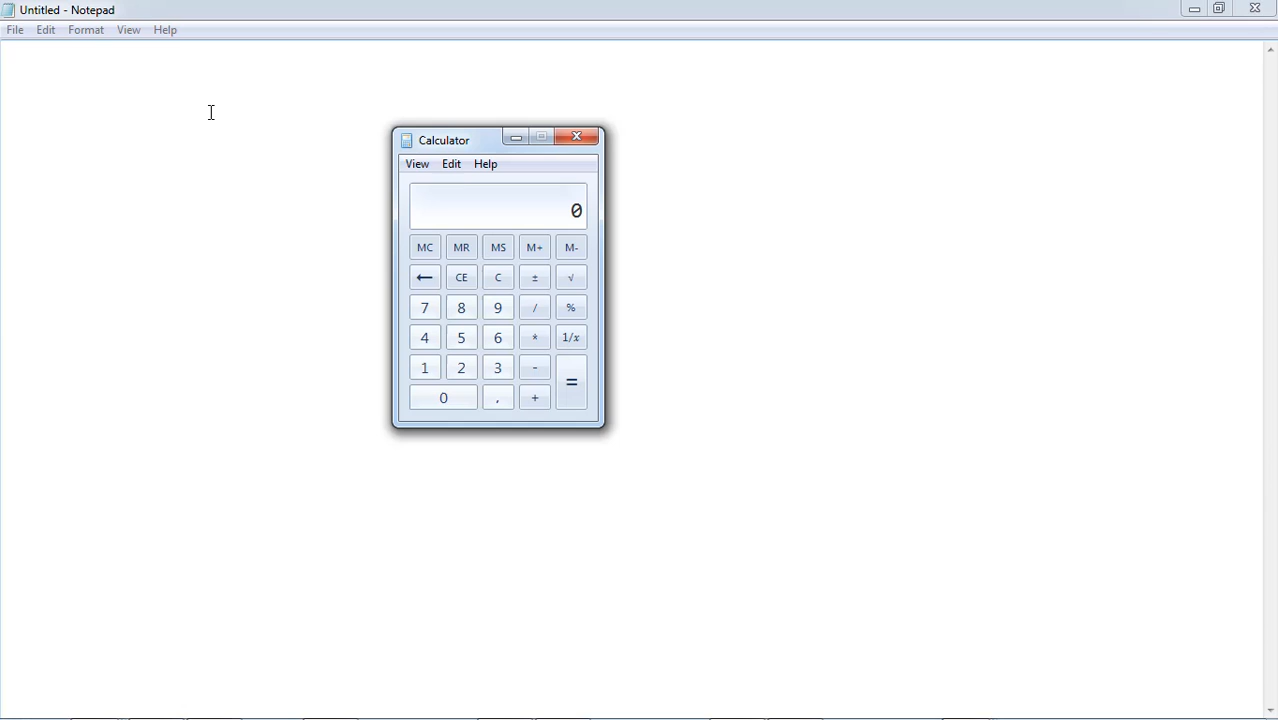 Untitled - Notepad
File Edit Format View Help
Calculator
View Edit Help
0
MC MR MS M+ M-
← CE C ± √
7 8 9 / %
4 5 6 * 1/x
1 2 3 - =
0 , +